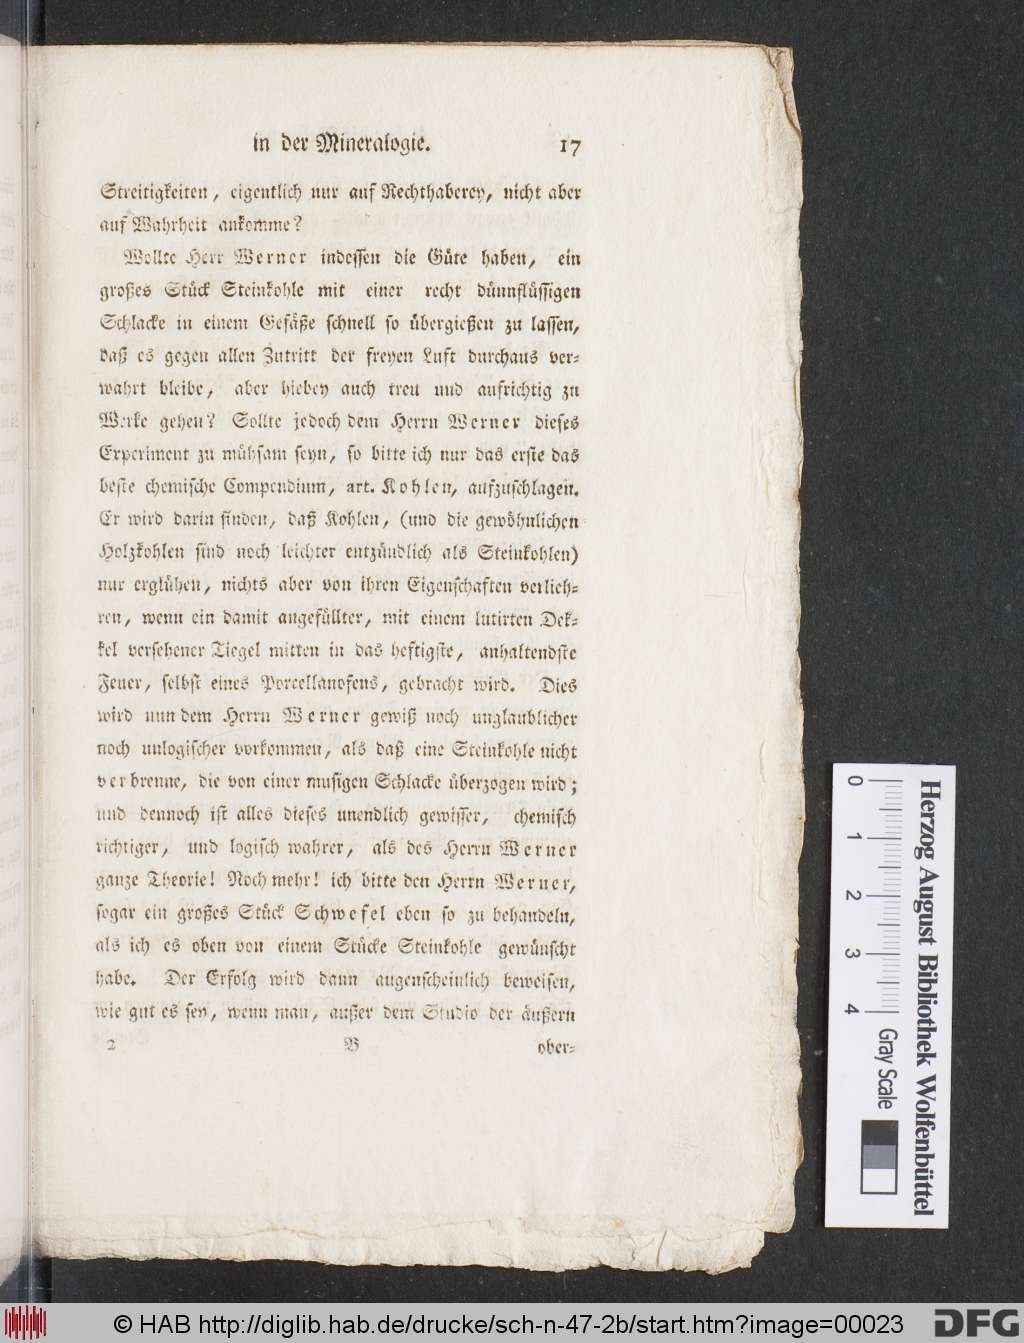 in der Mineralogie. 17
Streitigkeiten, eigentlich nur auf Rechthaberey, nicht aber
auf Wahrheit ankomme?
Wollte Herr Werner indessen die Güte haben, ein
großes Stück Steinkohle mit einer recht dünnflüssigen
Schlacke in einem Gefäße schnell so übergießen zu lassen,
daß es gegen allen Zutritt der freyen Luft durchaus ver-
wahrt bleibe, aber hiebey auch treu und aufrichtig zu
Werke gehen? Sollte jedoch dem Herrn Werner dieses
Experiment zu mühsam seyn, so bitte ich nur das erste das
beste chemische Compendium, art. Kohlen, aufzuschlagen.
Er wird darin finden, daß Kohlen, (und die gewöhnlichen
Holzkohlen sind noch leichter entzündlich als Steinkohlen)
nur erglühen, nichts aber von ihren Eigenschaften verlieh-
ren, wenn ein damit angefüllter, mit einem lutirten Dek-
kel versehener Tiegel mitten in das heftigste, anhaltendste
Feuer, selbst eines Porcellanofens, gebracht wird. Dies
wird nun dem Herrn Werner gewiß noch unglaublicher
noch unlogischer vorkommen, als daß eine Steinkohle nicht
verbrenne, die von einer musigen Schlacke überzogen wird;
und dennoch ist alles dieses unendlich gewisser, chemisch
richtiger, und logisch wahrer, als des Herrn Werner
ganze Theorie! Noch mehr! ich bitte den Herrn Werner,
sogar ein großes Stück Schwefel eben so zu behandeln,
als ich es oben von einem Stücke Steinkohle gewünscht
habe. Der Erfolg wird dann augenscheinlich beweisen,
wie gut es sey, wenn man, außer dem Studio der äußern
2 B ober-
0 1 2 3 4 Gray Scale
Herzog August Bibliothek Wolfenbüttel
© HAB http://diglib.hab.de/drucke/sch-n-47-2b/start.htm?image=00023
DFG